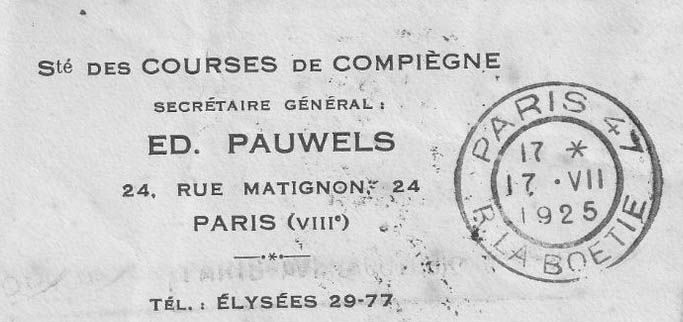 Sté DES COURSES DE COMPIÈGNE
SECRÉTAIRE GÉNÉRAL :
ED. PAUWELS
24, RUE MATIGNON, 24
PARIS (VIIIe)
TÉL. : ÉLYSÉES 29-77
PARIS 47
17 *
17 · VII
1925
R. LA BOETIE